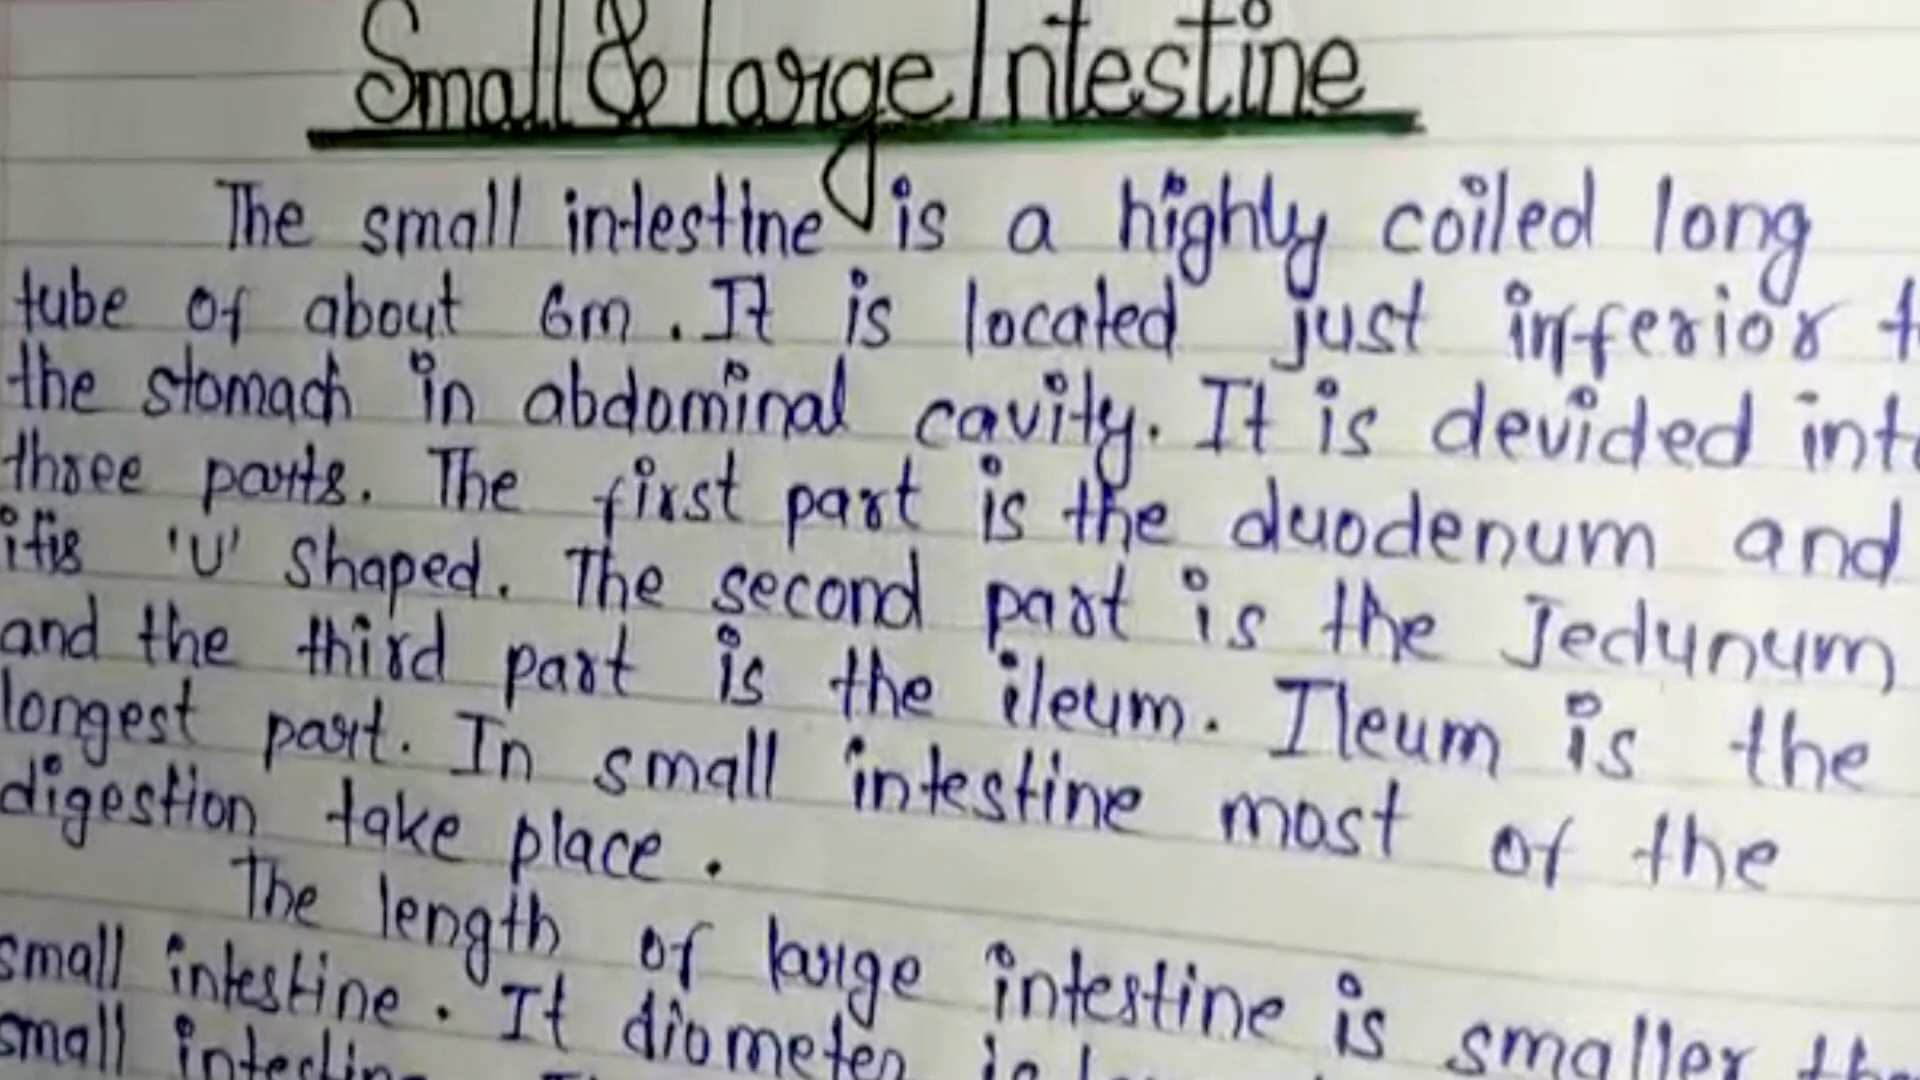 Small & large Intestine
The small intestine is a highly coiled long
tube of about 6m. It is located just inferior
the stomach in abdominal cavity. It is devided
three parts. The first part is the duodenum and
itis 'U' shaped. The second part is the Jedunum
and the third part is the ileum. Ileum is the
longest part. In small intestine most of the
digestion take place.
The length of large intestine is smaller
small intestine. It diometer is
small